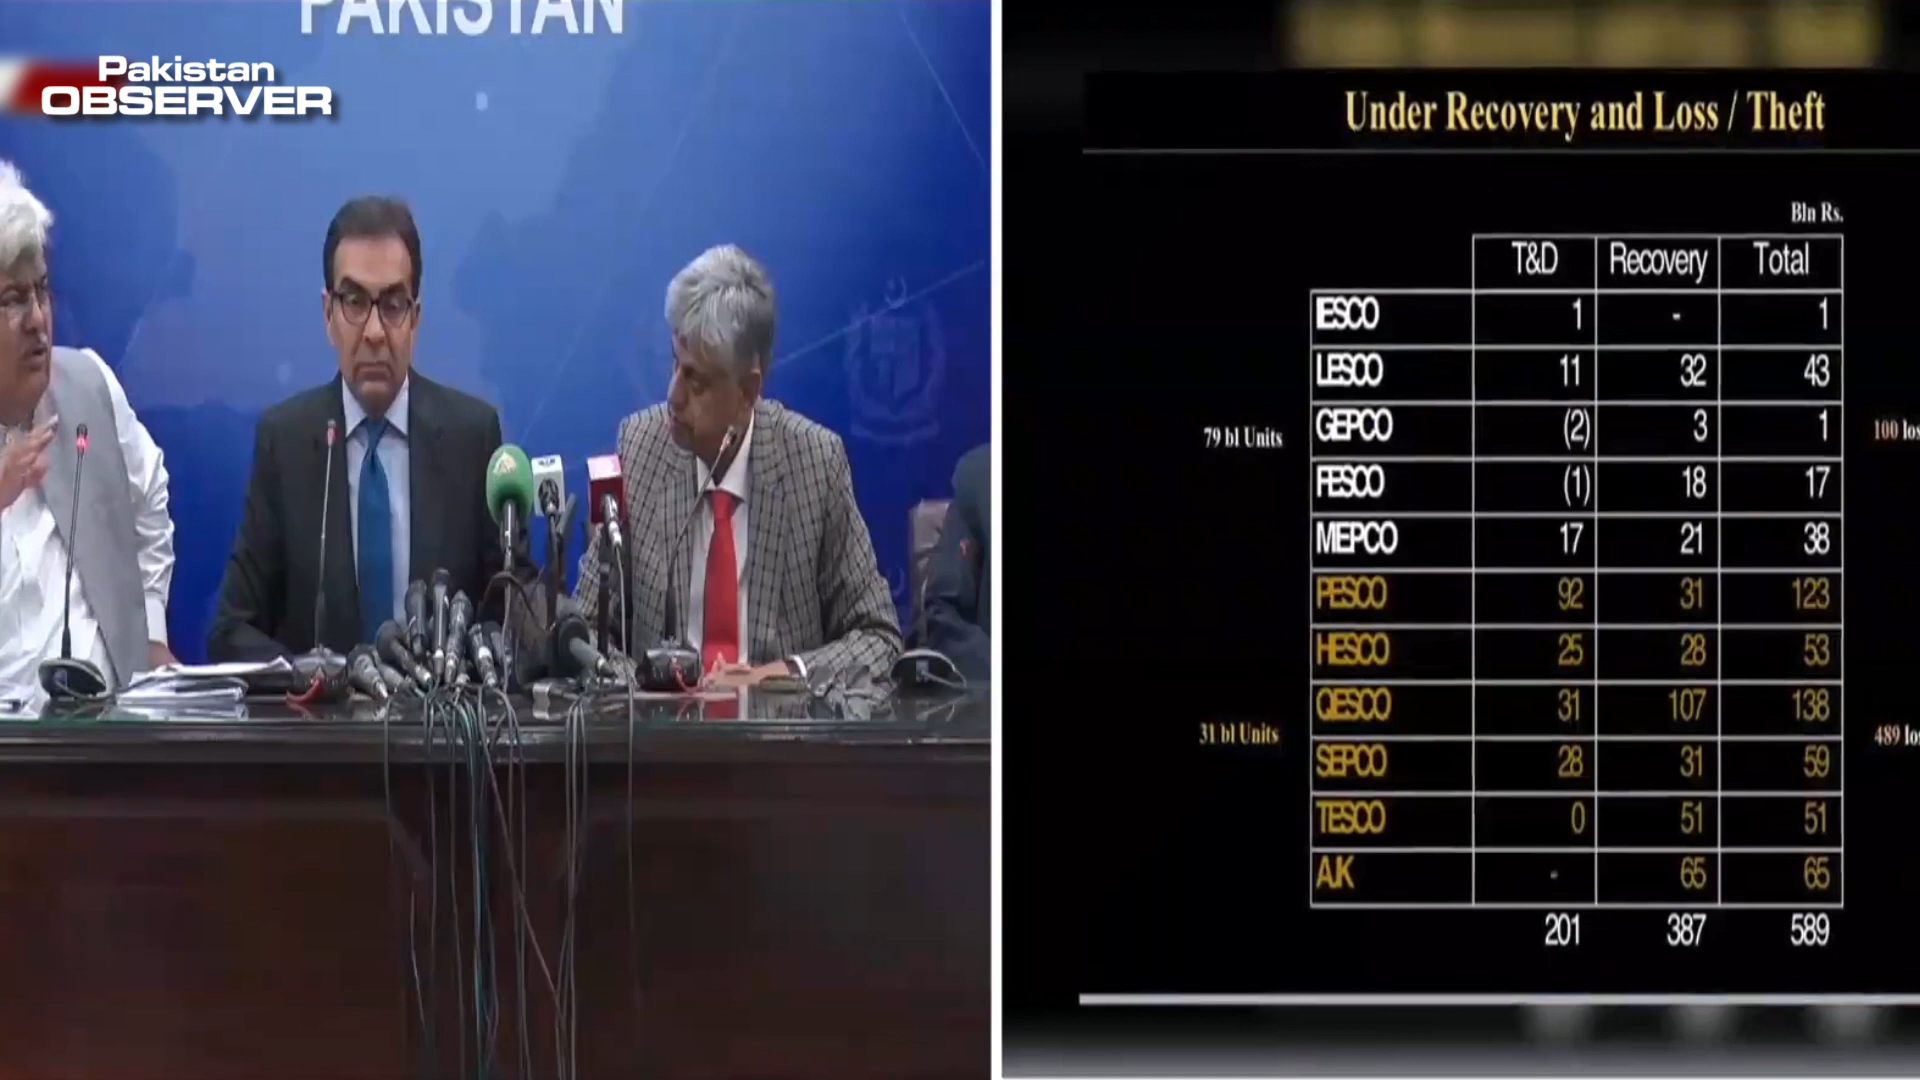 PAKISTAN
Pakistan
OBSERVER
Under Recovery and Loss / Theft
Bln Rs.
T&D Recovery Total
IESCO 1 - 1
LESCO 11 32 43
GEPCO (2) 3 1
FESCO (1) 18 17
MEPCO 17 21 38
PESCO 92 31 123
HESCO 25 28 53
QESCO 31 107 138
SEPCO 28 31 59
TESCO 0 51 51
AJK - 65 65
201 387 589
79 bl Units
100
31 bl Units
489